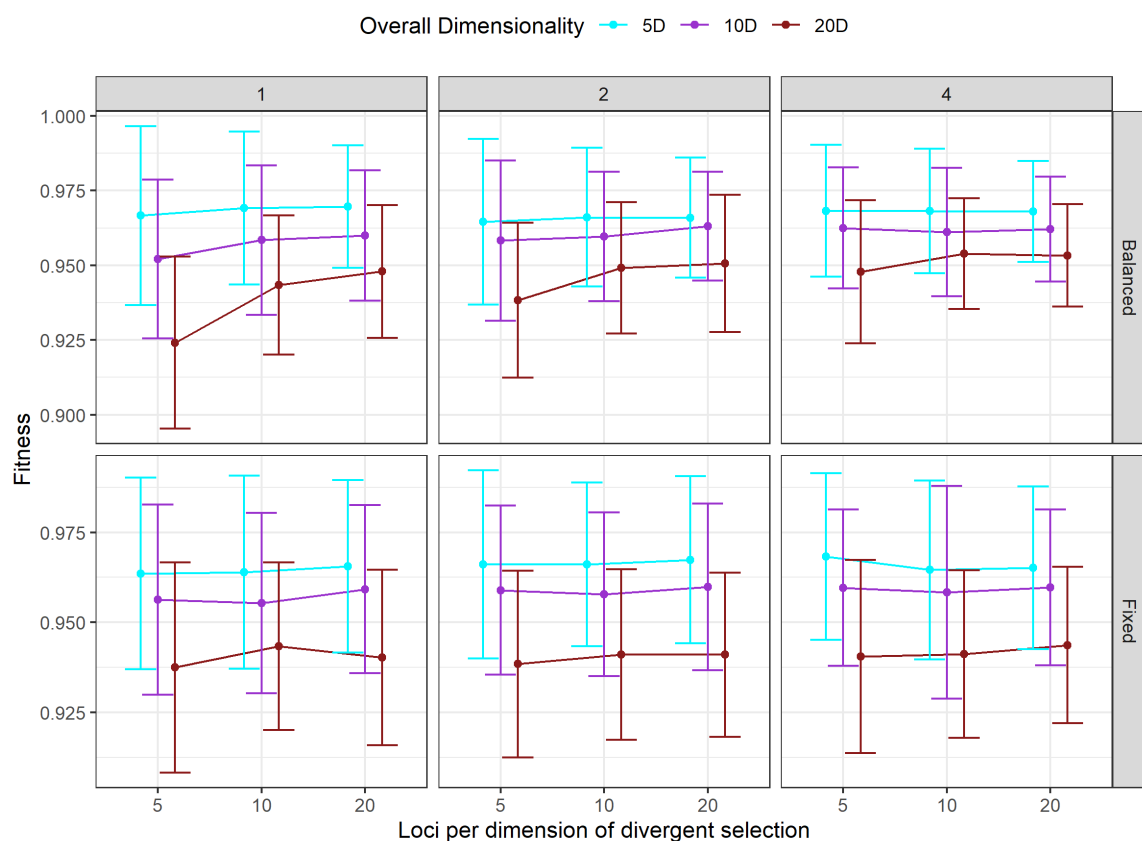 Overall Dimensionality 5D 10D 20D
1 2 4
1.000
0.975
0.950
0.925
0.900
Balanced
Fitness
0.975
0.950
0.925
Fixed
5 10 20 5 10 20 5 10 20
Loci per dimension of divergent selection